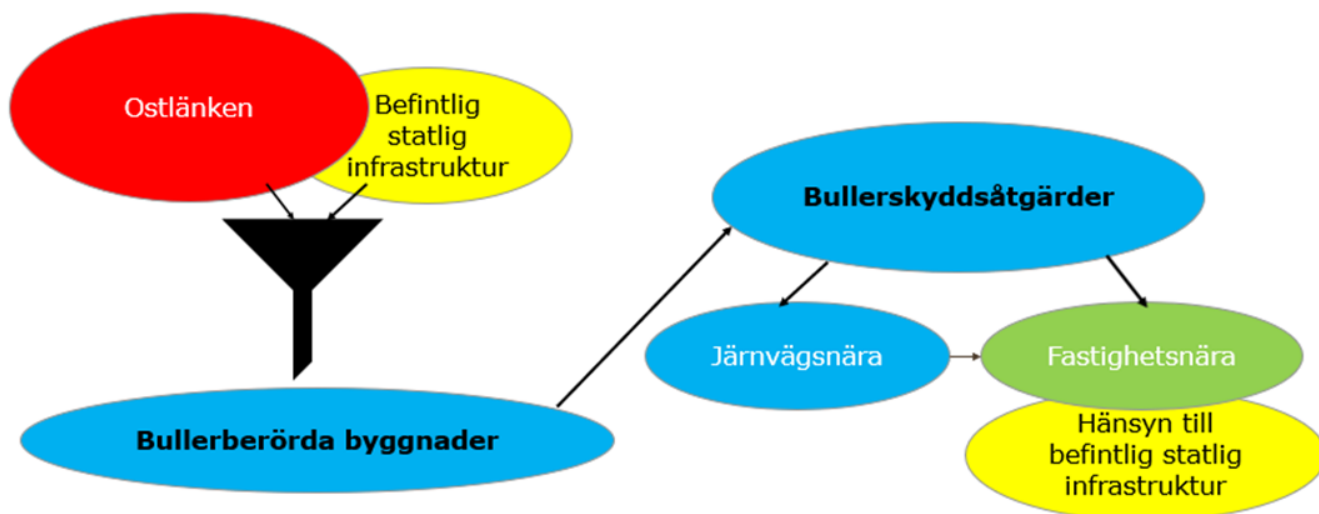 Ostlänken
Befintlig
statlig
infrastruktur
Bullerskyddsåtgärder
Järnvägsnära
Fastighetsnära
Bullerberörda byggnader
Hänsyn till
befintlig statlig
infrastruktur